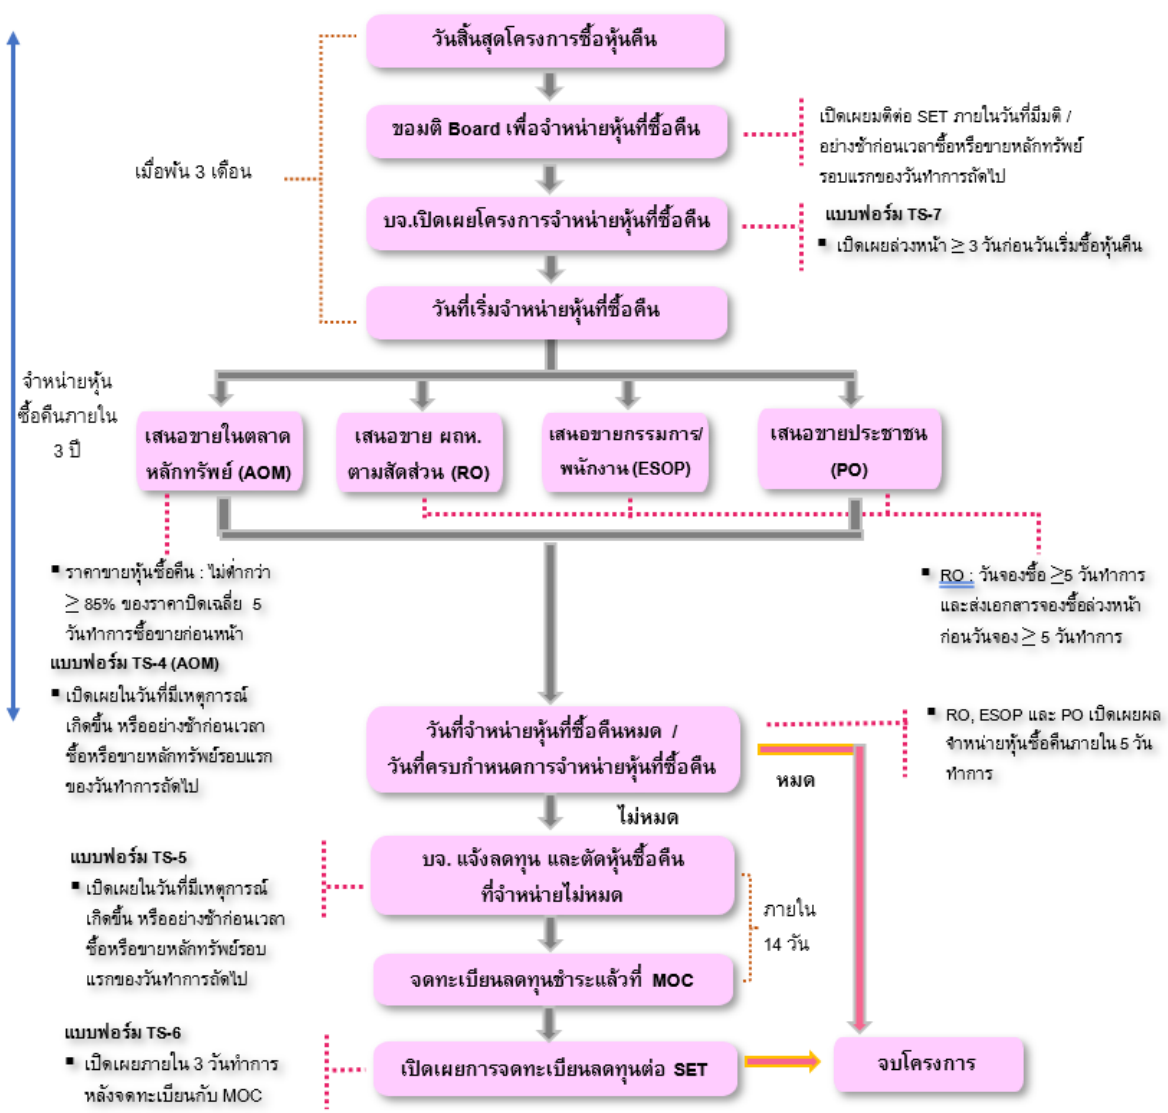 วันสิ้นสุดโครงการซื้อหุ้นคืน
ขอมติ Board เพื่อจำหน่ายหุ้นที่ซื้อคืน
เปิดเผยมติต่อ SET ภายในวันที่มีมติ /
อย่างช้าก่อนเวลาซื้อหรือขายหลักทรัพย์
รอบแรกของวันทำการถัดไป
เมื่อพ้น 3 เดือน
บจ.เปิดเผยโครงการจำหน่ายหุ้นที่ซื้อคืน
แบบฟอร์ม TS-7
▪ เปิดเผยล่วงหน้า ≥ 3 วันก่อนวันเริ่มซื้อหุ้นคืน
วันที่เริ่มจำหน่ายหุ้นที่ซื้อคืน
จำหน่ายหุ้น
ซื้อคืนภายใน
3 ปี
เสนอขายในตลาด
หลักทรัพย์ (AOM)
เสนอขาย ผถห.
ตามสัดส่วน (RO)
เสนอขายกรรมการ/
พนักงาน (ESOP)
เสนอขายประชาชน
(PO)
▪ ราคาขายหุ้นซื้อคืน : ไม่ต่ำกว่า
≥ 85% ของราคาปิดเฉลี่ย 5
วันทำการซื้อขายก่อนหน้า
แบบฟอร์ม TS-4 (AOM)
▪ เปิดเผยในวันที่มีเหตุการณ์
เกิดขึ้น หรืออย่างช้าก่อนเวลา
ซื้อหรือขายหลักทรัพย์รอบแรก
ของวันทำการถัดไป
▪ RO : วันจองซื้อ ≥5 วันทำการ
และส่งเอกสารจองซื้อล่วงหน้า
ก่อนวันจอง ≥ 5 วันทำการ
วันที่จำหน่ายหุ้นที่ซื้อคืนหมด /
วันที่ครบกำหนดการจำหน่ายหุ้นที่ซื้อคืน
▪ RO, ESOP และ PO เปิดเผยผล
จำหน่ายหุ้นซื้อคืนภายใน 5 วัน
ทำการ
หมด
ไม่หมด
บจ. แจ้งลดทุน และตัดหุ้นซื้อคืน
ที่จำหน่ายไม่หมด
แบบฟอร์ม TS-5
▪ เปิดเผยในวันที่มีเหตุการณ์
เกิดขึ้น หรืออย่างช้าก่อนเวลา
ซื้อหรือขายหลักทรัพย์รอบ
แรกของวันทำการถัดไป
ภายใน
14 วัน
จดทะเบียนลดทุนชำระแล้วที่ MOC
แบบฟอร์ม TS-6
▪ เปิดเผยภายใน 3 วันทำการ
หลังจดทะเบียนกับ MOC
เปิดเผยการจดทะเบียนลดทุนต่อ SET
จบโครงการ